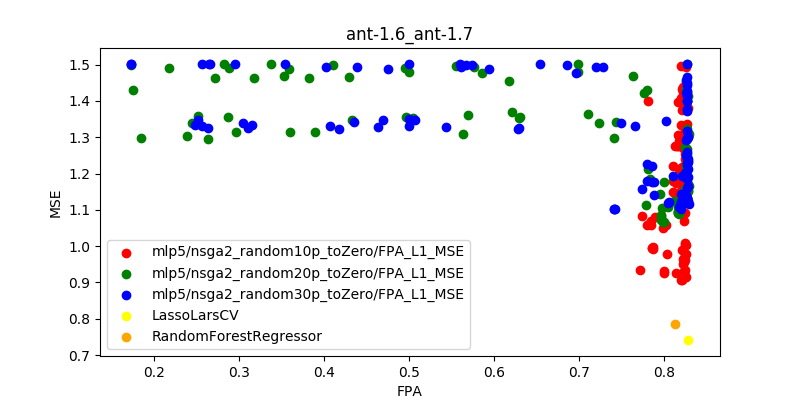 ant-1.6_ant-1.7
MSE
1.5
1.4
1.3
1.2
1.1
1.0
0.9
0.8
0.7
mlp5/nsga2_random10p_toZero/FPA_L1_MSE
mlp5/nsga2_random20p_toZero/FPA_L1_MSE
mlp5/nsga2_random30p_toZero/FPA_L1_MSE
LassoLarsCV
RandomForestRegressor
0.2 0.3 0.4 0.5 0.6 0.7 0.8
FPA